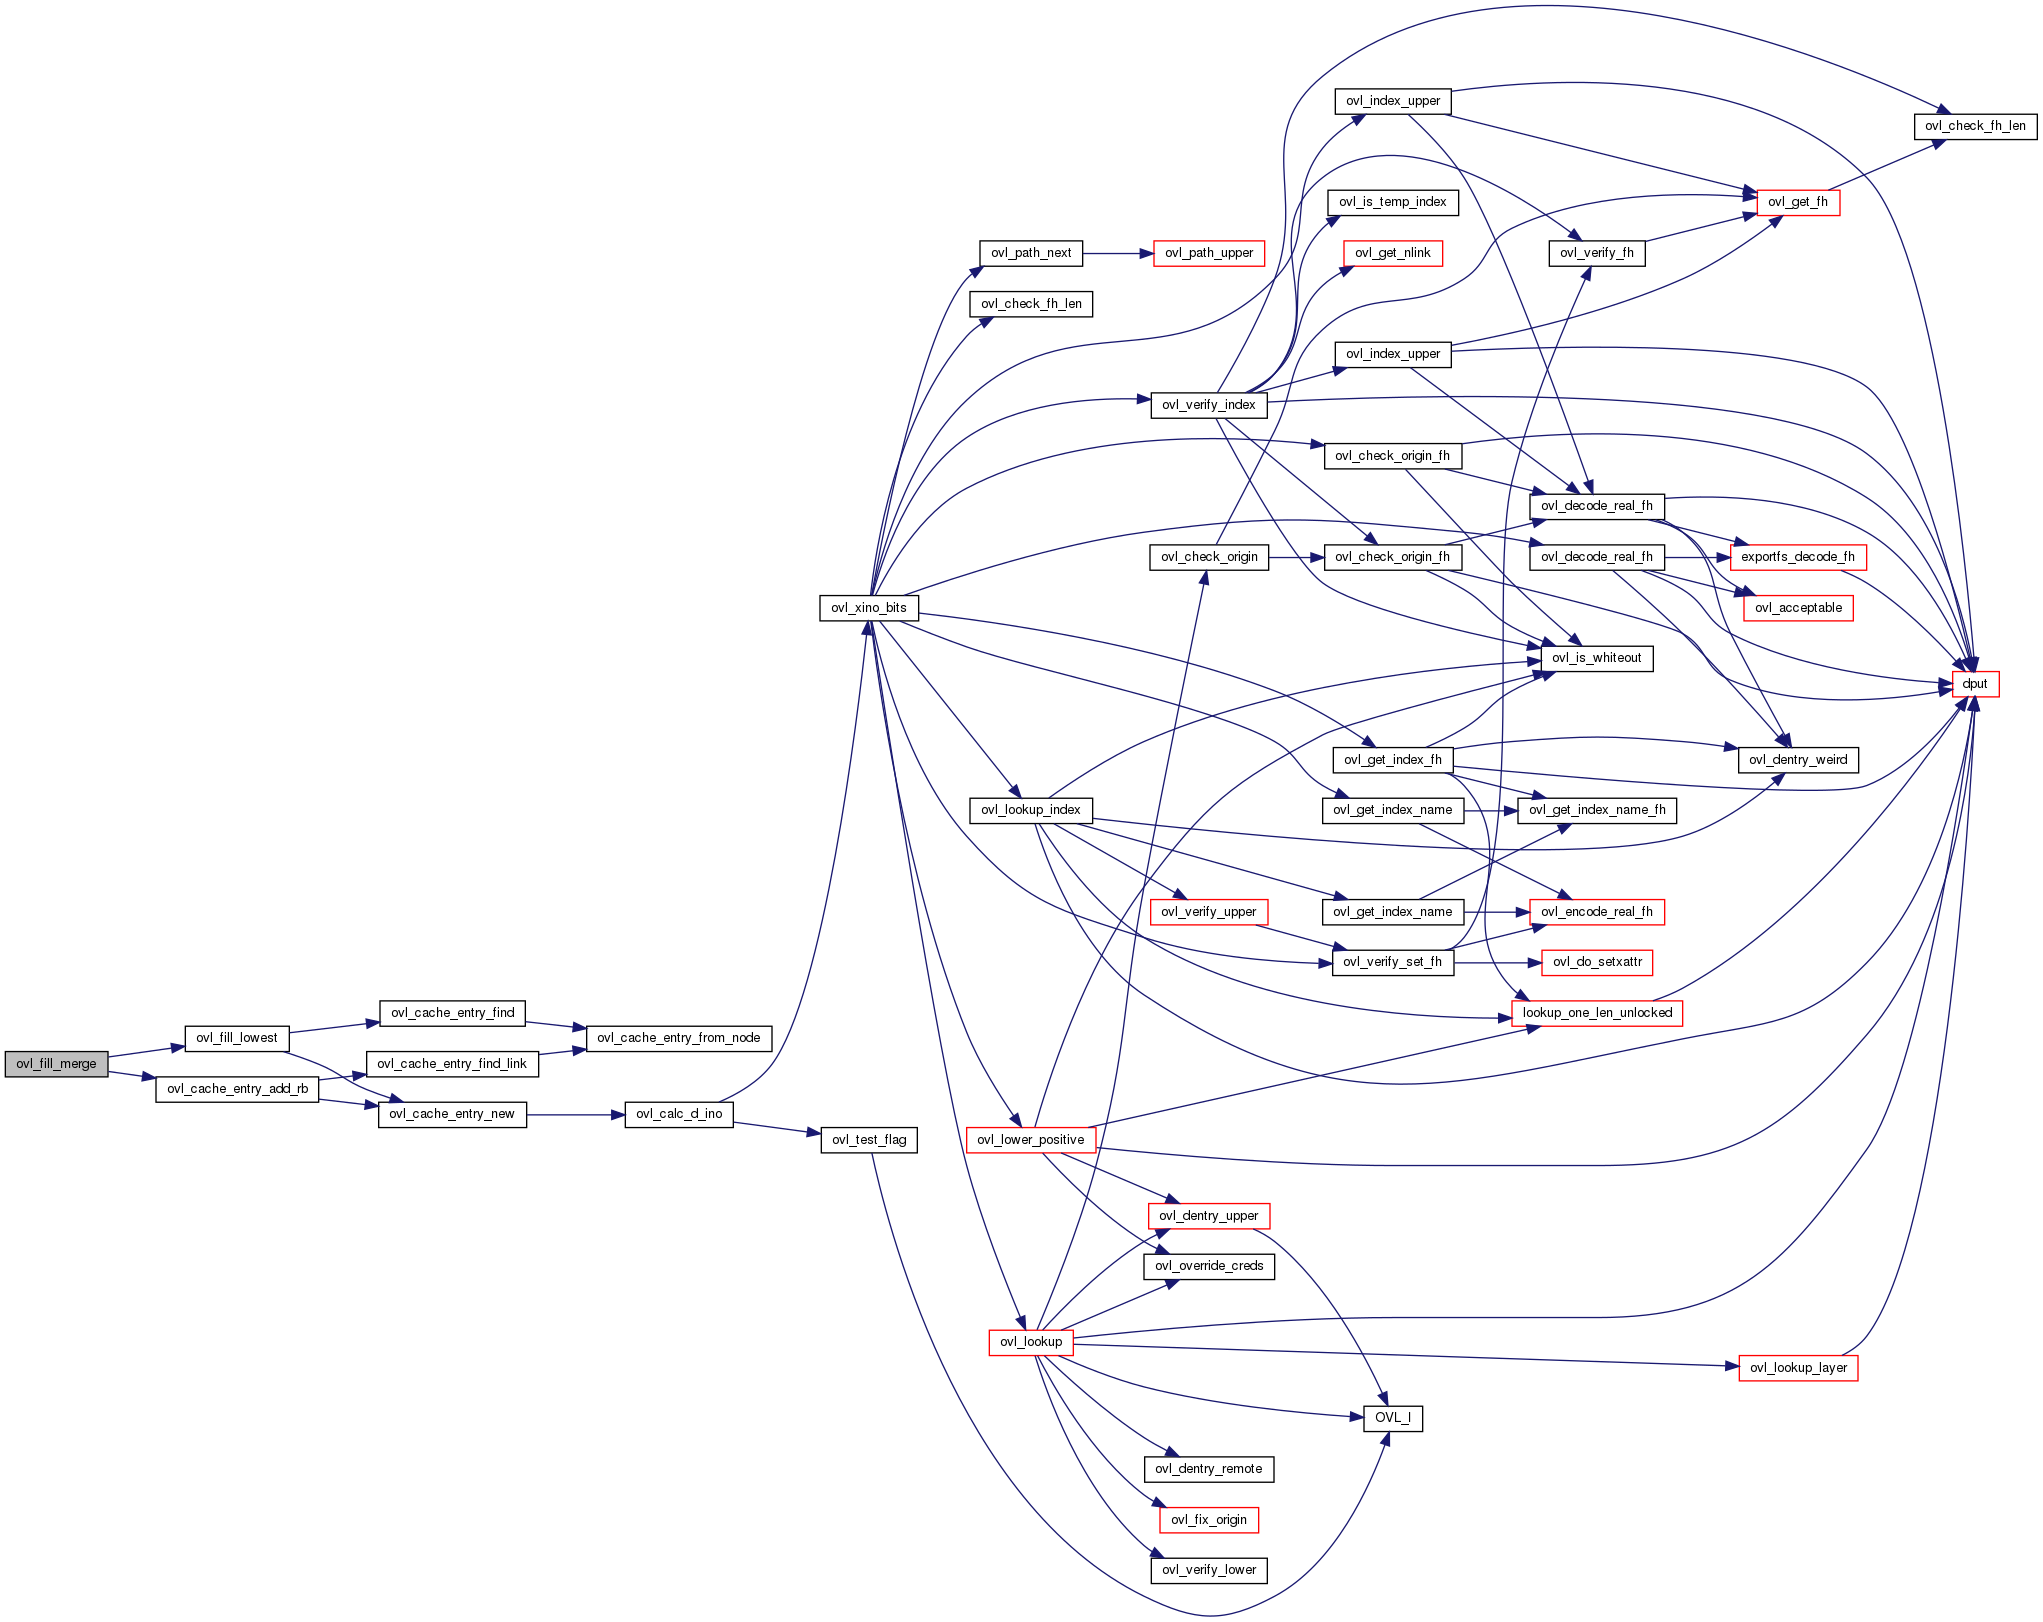 ovl_fill_merge
ovl_fill_lowest
ovl_cache_entry_add_rb
ovl_cache_entry_find
ovl_cache_entry_find_link
ovl_cache_entry_new
ovl_cache_entry_from_node
ovl_calc_d_ino
ovl_xino_bits
ovl_test_flag
ovl_path_next
ovl_check_fh_len
ovl_lookup_index
ovl_lower_positive
ovl_lookup
ovl_path_upper
ovl_verify_index
ovl_check_origin
ovl_verify_upper
ovl_dentry_upper
ovl_override_creds
ovl_dentry_remote
ovl_fix_origin
ovl_verify_lower
ovl_index_upper
ovl_is_temp_index
ovl_get_nlink
ovl_index_upper
ovl_check_origin_fh
ovl_check_origin_fh
ovl_get_index_fh
ovl_get_index_name
ovl_get_index_name
ovl_verify_set_fh
OVL_I
ovl_verify_fh
ovl_decode_real_fh
ovl_decode_real_fh
ovl_is_whiteout
ovl_get_index_name_fh
ovl_encode_real_fh
ovl_do_setxattr
lookup_one_len_unlocked
ovl_get_fh
exportfs_decode_fh
ovl_acceptable
ovl_dentry_weird
ovl_lookup_layer
ovl_check_fh_len
dput